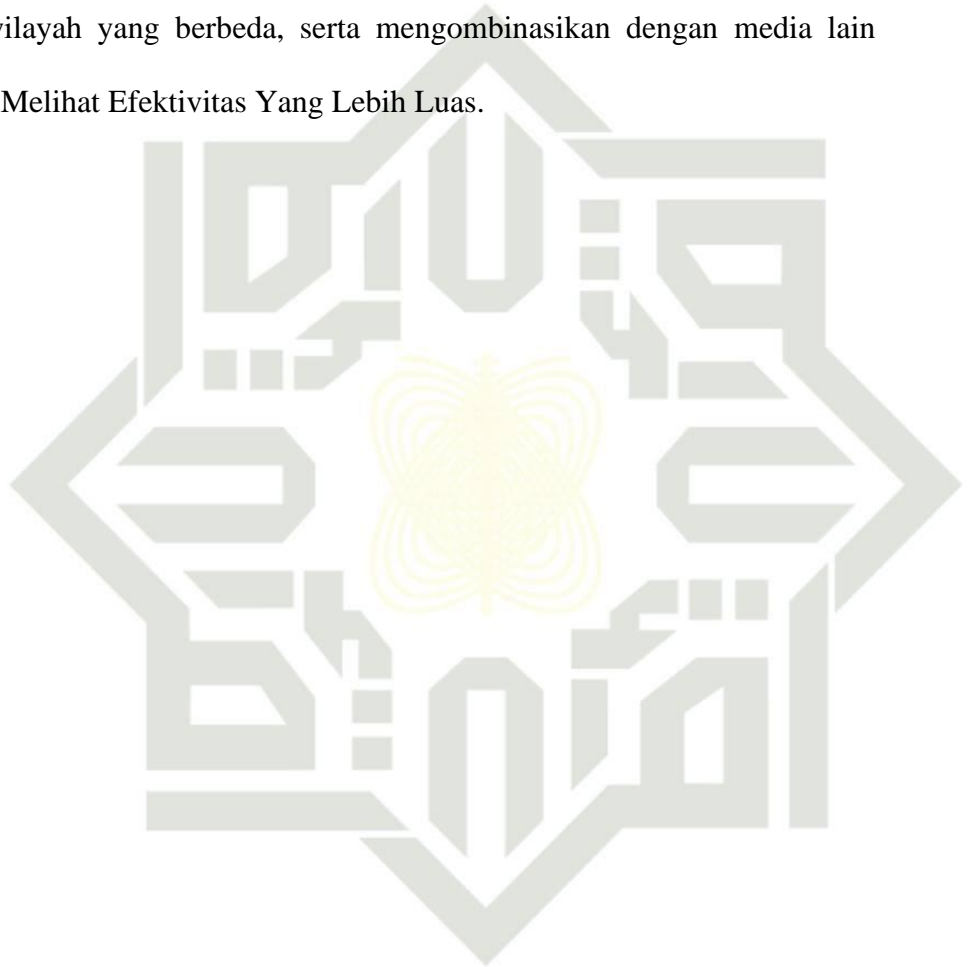 wilayah yang berbeda, serta mengombinasikan dengan media lain
Melihat Efektivitas Yang Lebih Luas.